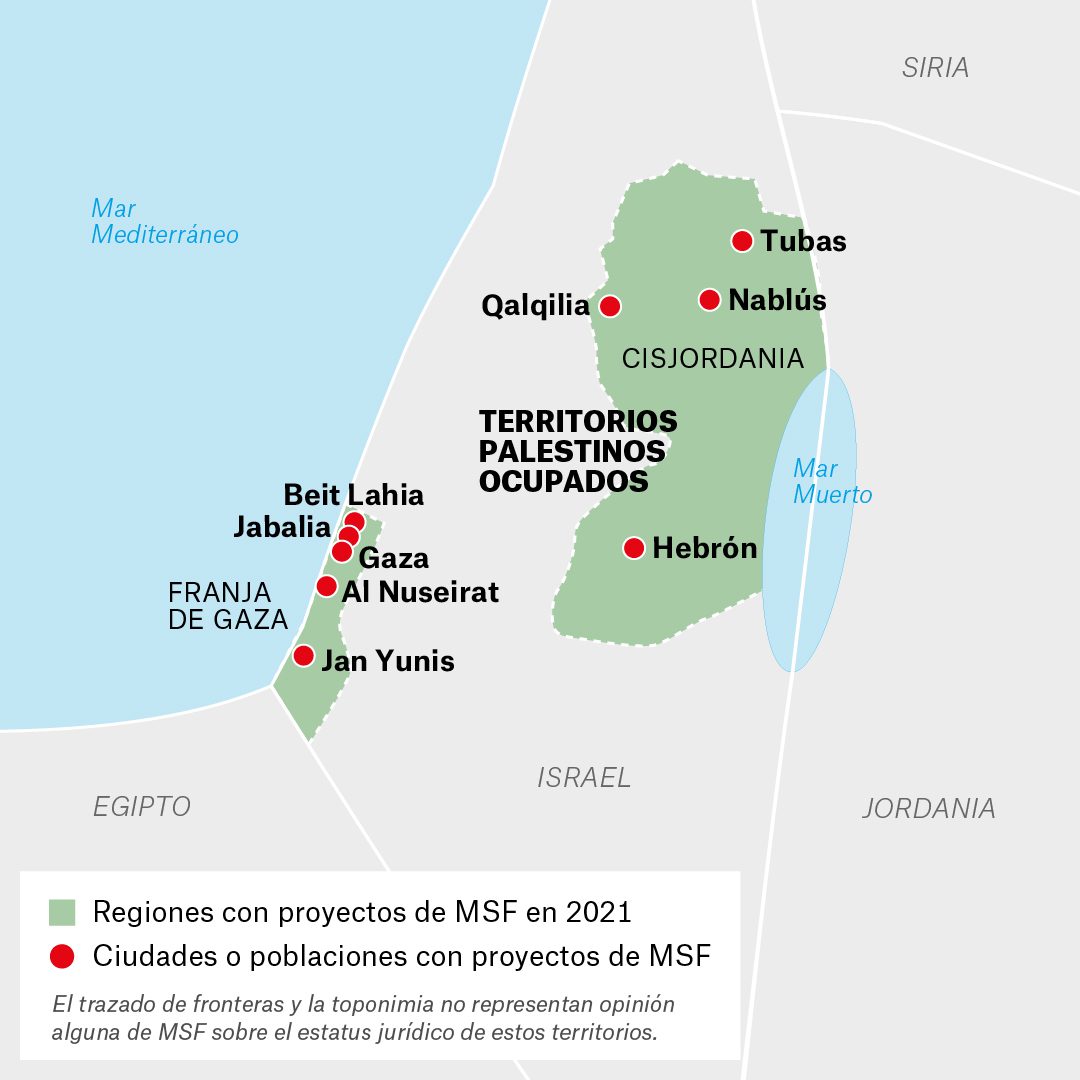 SIRIA
Mar
Mediterráneo
Tubas
Nablús
Qalqilia
CISJORDANIA
TERRITORIOS
PALESTINOS
OCUPADOS
Mar
Muerto
Beit Lahia
Jabalia
Gaza
Hebrón
FRANJA
DE GAZA
Al Nuseirat
Jan Yunis
ISRAEL
EGIPTO
JORDANIA
Regiones con proyectos de MSF en 2021
Ciudades o poblaciones con proyectos de MSF
El trazado de fronteras y la toponimia no representan opinión
alguna de MSF sobre el estatus jurídico de estos territorios.